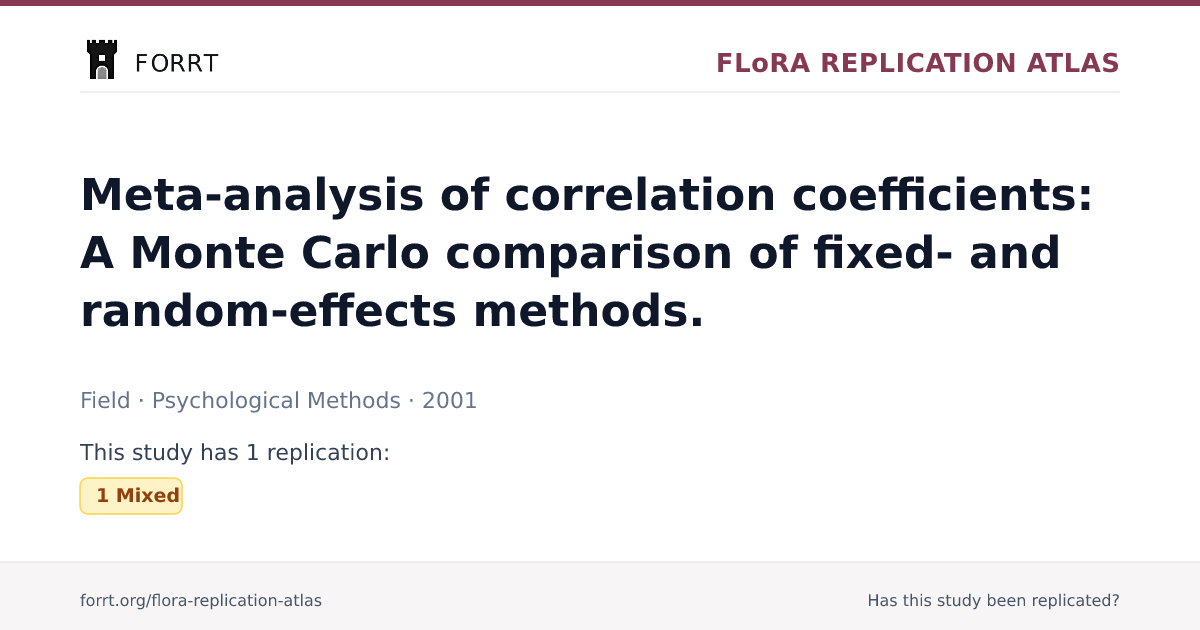 FORRT
FLoRA REPLICATION ATLAS
Meta-analysis of correlation coefficients:
A Monte Carlo comparison of fixed- and
random-effects methods.
Field · Psychological Methods · 2001
This study has 1 replication:
1 Mixed
forrt.org/flora-replication-atlas
Has this study been replicated?